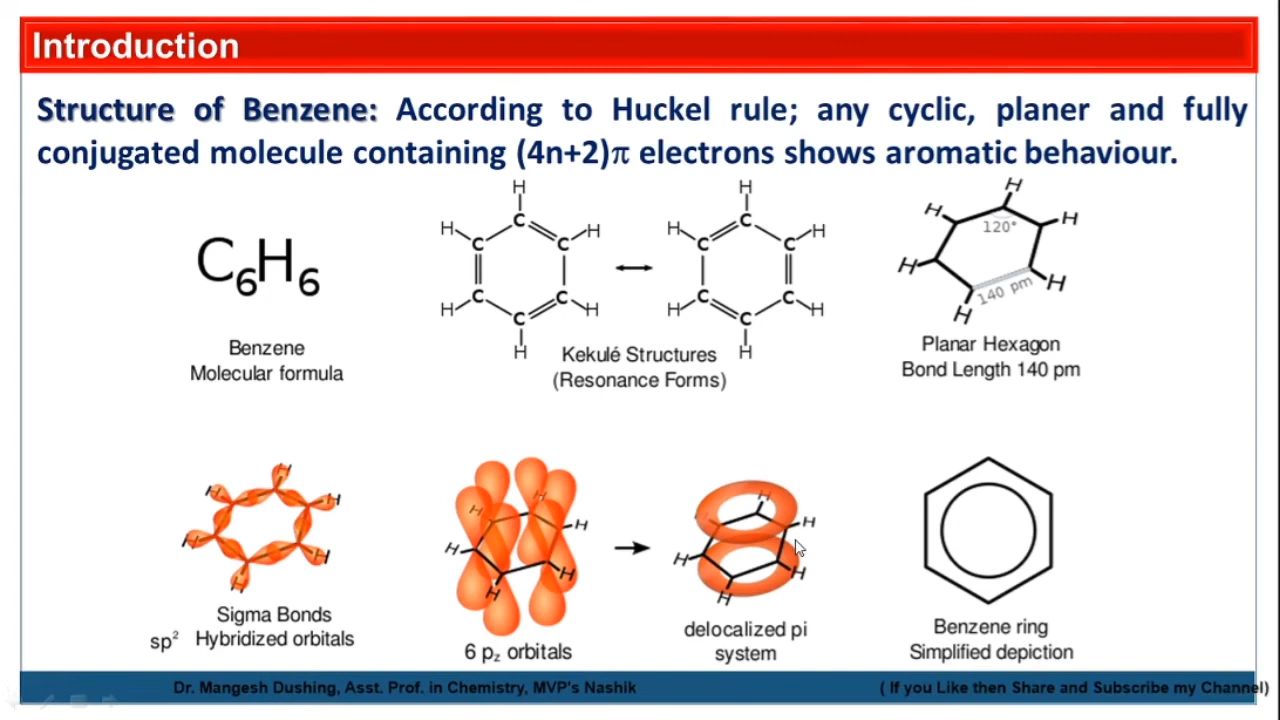 Introduction
Structure of Benzene: According to Huckel rule; any cyclic, planer and fully
conjugated molecule containing (4n+2)π electrons shows aromatic behaviour.
C₆H₆
Benzene
Molecular formula
H
H C H
C C
C C
H C H
H
H
H C H
C C
C C
H C H
H
Kekulé Structures
(Resonance Forms)
H
H H
120°
H H
140 pm
H
Planar Hexagon
Bond Length 140 pm
H
H H
H H
H
Sigma Bonds
sp² Hybridized orbitals
H
H H
H H
H
6 p₂ orbitals
H
H
H H
H
delocalized pi
system
Benzene ring
Simplified depiction
Dr. Mangesh Dushing, Asst. Prof. in Chemistry, MVP's Nashik
( If you Like then Share and Subscribe my Channel)